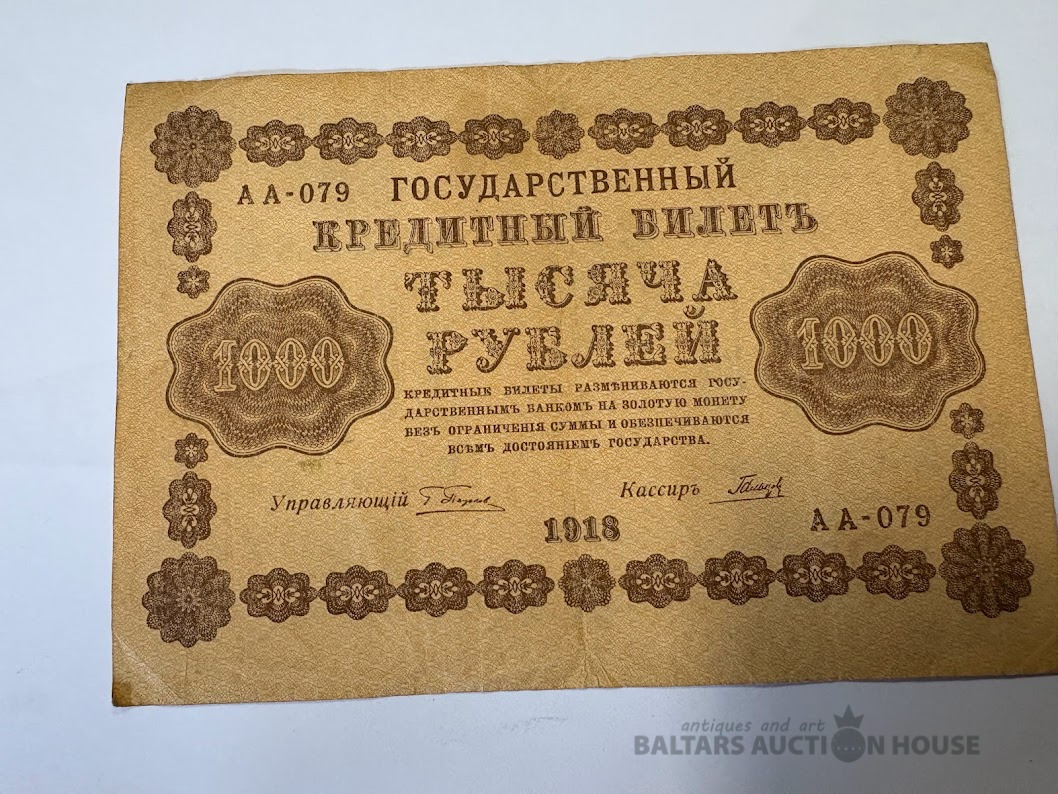 АА-079 ГОСУДАРСТВЕННЫЙ
КРЕДИТНЫЙ БИЛЕТЪ
ТЫСЯЧА
РУБЛЕЙ
1000
1000
КРЕДИТНЫЕ БИЛЕТЫ РАЗМѢНИВАЮТСЯ ГОСУ-
ДАРСТВЕННЫМЪ БАНКОМЪ НА ЗОЛОТУЮ МОНЕТУ
БЕЗЪ ОГРАНИЧЕНІЯ СУММЫ И ОБЕЗПЕЧИВАЮТСЯ
ВСѢМЪ ДОСТОЯНІЕМЪ ГОСУДАРСТВА.
Управляющій
Кассиръ
1918
АА-079
antiques and art
BALTARS AUCTION HOUSE